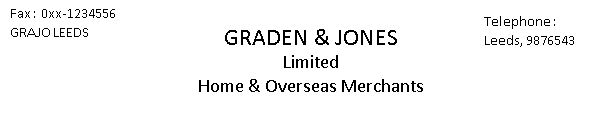 Fax : 0xx-1234556
GRAJO LEEDS
GRADEN & JONES
Limited
Home & Overseas Merchants
Telephone :
Leeds, 9876543